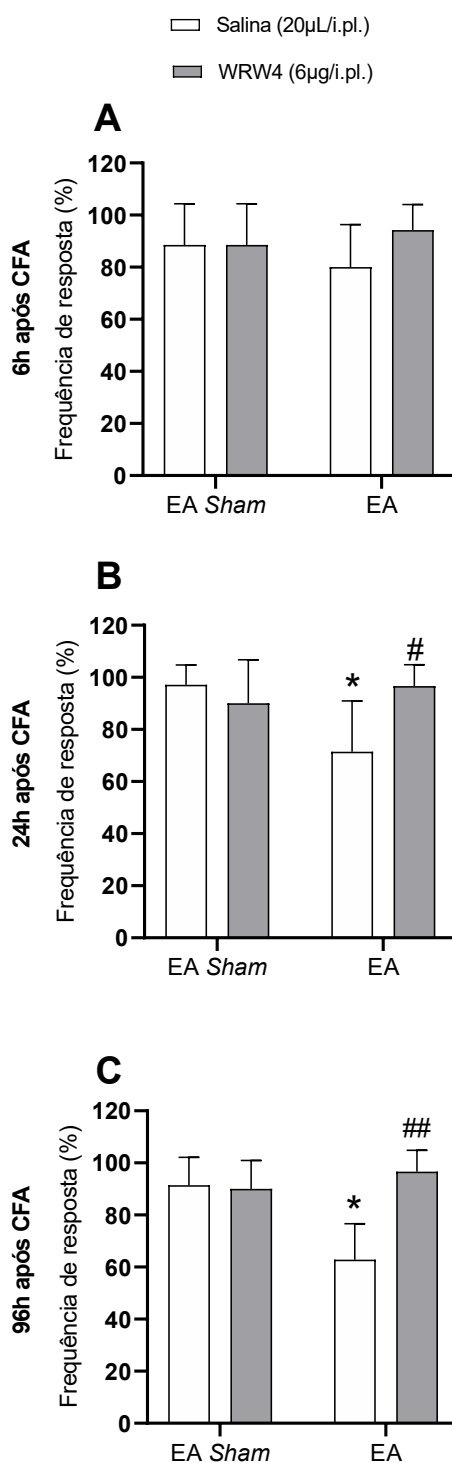 Salina (20µL/i.pl.)
WRW4 (6µg/i.pl.)
A
6h após CFA
Frequência de resposta (%)
120
100
80
60
40
20
0
EA Sham
EA
B
24h após CFA
Frequência de resposta (%)
120
100
80
60
40
20
0
*
#
EA Sham
EA
C
96h após CFA
Frequência de resposta (%)
120
100
80
60
40
20
0
*
##
EA Sham
EA